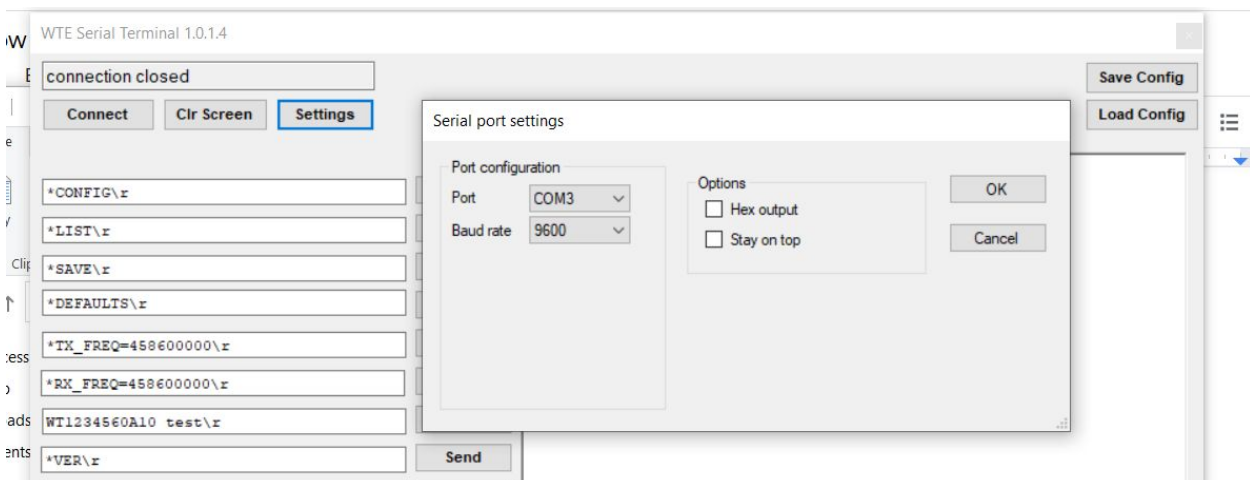 WTE Serial Terminal 1.0.1.4
connection closed
Save Config
Connect
Clr Screen
Settings
Load Config
Serial port settings
Port configuration
Port
COM3
Baud rate
9600
Options
Hex output
Stay on top
OK
Cancel
*CONFIG\r
*LIST\r
*SAVE\r
*DEFAULTS\r
*TX_FREQ=458600000\r
*RX_FREQ=458600000\r
WT1234560A10 test\r
*VER\r
Send